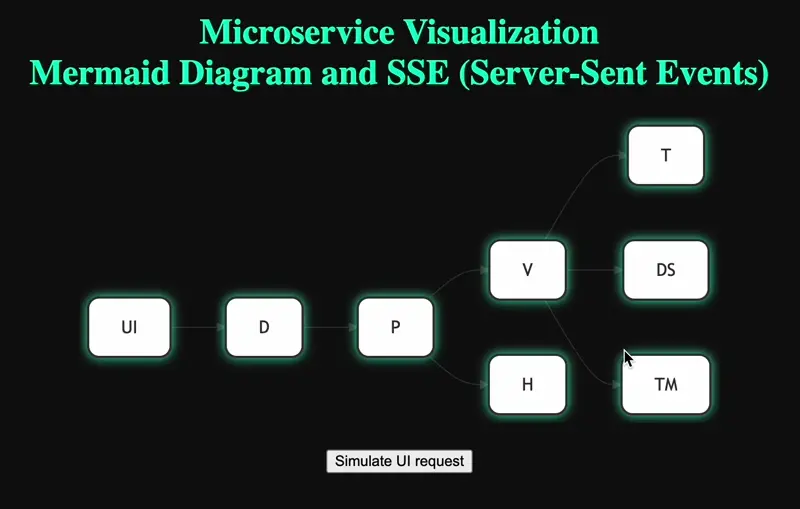 Microservice Visualization
Mermaid Diagram and SSE (Server-Sent Events)
T
V
DS
UI
D
P
H
TM
Simulate UI request